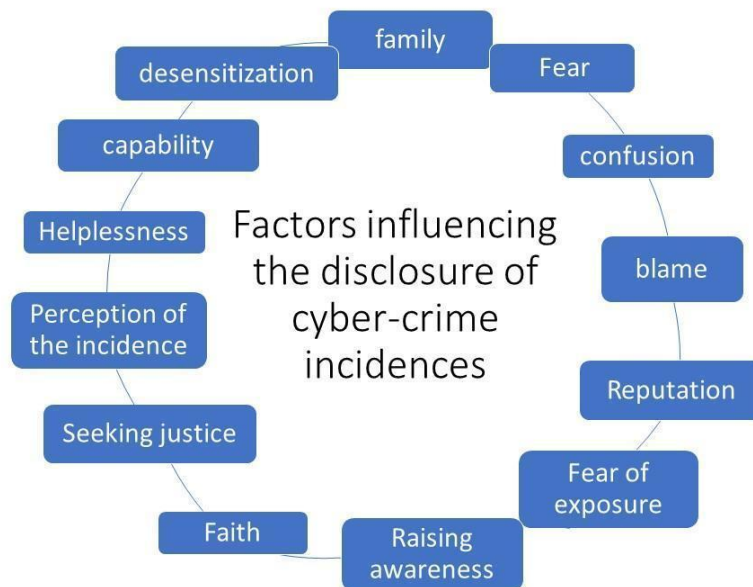 family
Fear
confusion
blame
Reputation
Fear of
exposure
Raising
awareness
Faith
Seeking justice
Perception of
the incidence
Helplessness
capability
desensitization
Factors influencing
the disclosure of
cyber-crime
incidences